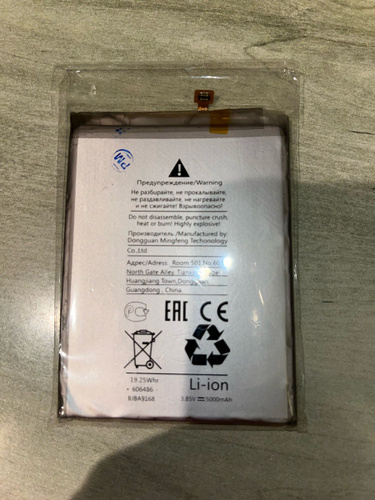 PM
Предупреждение/Warning
Не разбирайте, не прокалывайте,
не раздавливайте, не нагревайте
и не сжигайте! Взрывоопасно!
Do not disassemble, puncture crush,
heat or burn! Highly explosive!
Производитель /Manufactured by:
Dongguan Mingfeng Techonology
Co.,Ltd
Адрес/Adress: Room 501,No.
North Gate Alley,
Huangjiang Town,
Guangdong , China.
PC EAC CE
19.25Whr
606486
BJBA9168
Li-ion
3.85V 5000mAh